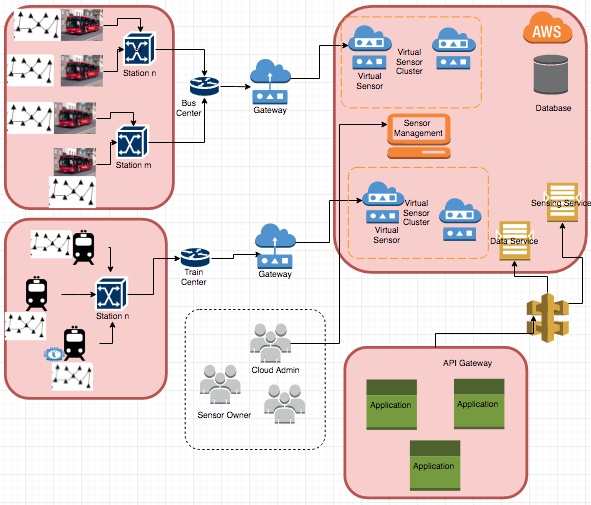 Station n
Station m
Bus
Center
Gateway
Virtual
Sensor
Virtual
Sensor
Cluster
AWS
Database
Sensor
Management
Virtual
Sensor
Virtual
Sensor
Cluster
Sensing Service
Data Service
Station n
Train
Center
Gateway
Cloud Admin
Sensor Owner
API Gateway
Application
Application
Application